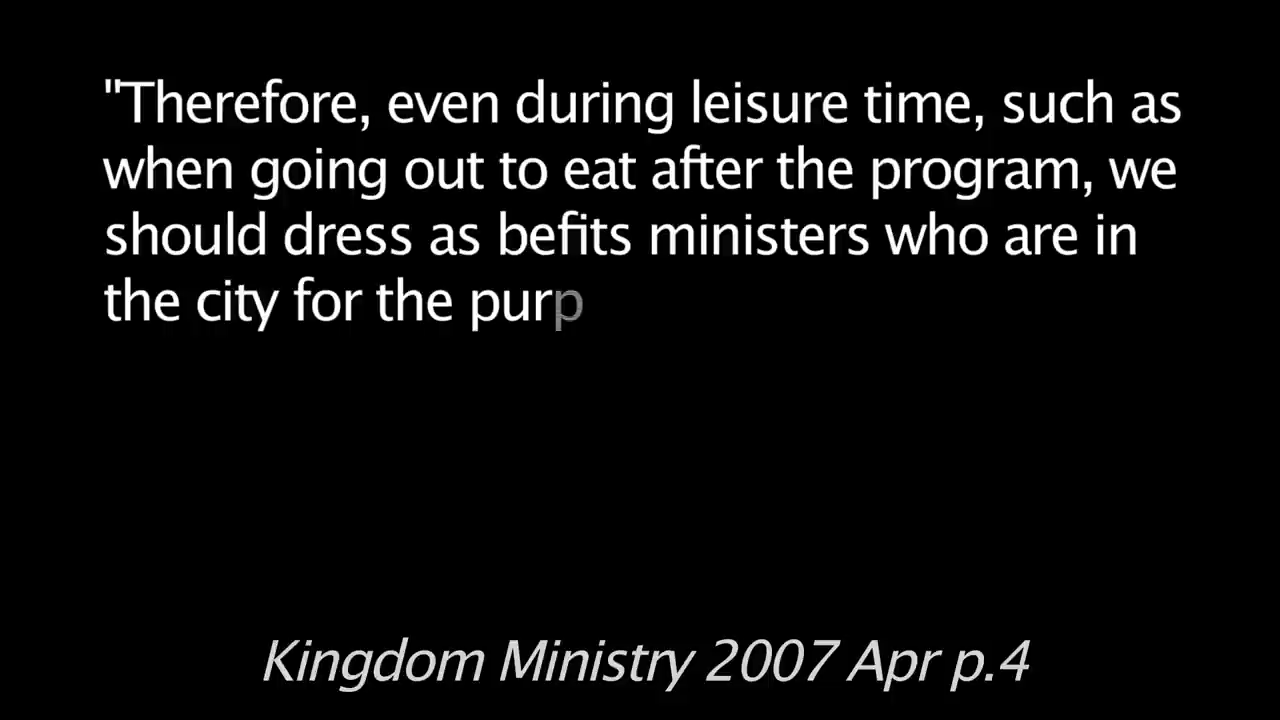 "Therefore, even during leisure time, such as
when going out to eat after the program, we
should dress as befits ministers who are in
the city for the purp
Kingdom Ministry 2007 Apr p.4